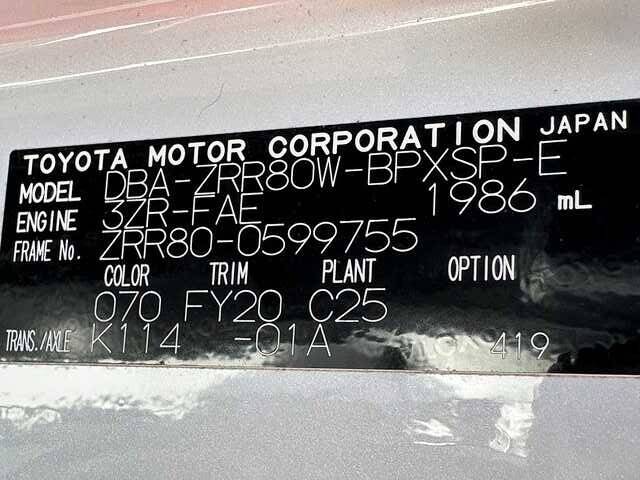 TOYOTA MOTOR CORPORATION JAPAN
MODEL DBA-ZRR80W-BPXSP-E
ENGINE 3ZR-FAE 1986 mL
FRAME No. ZRR80-0599755
COLOR TRIM PLANT OPTION
070 FY20 C25
TRANS./AXLE K114 -01A
419